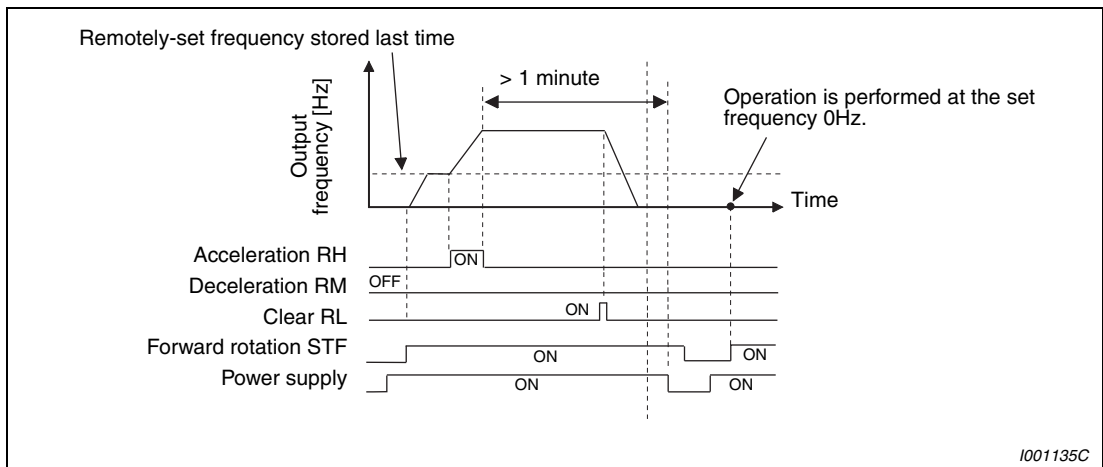 Remotely-set frequency stored last time
> 1 minute
Operation is performed at the set
frequency 0Hz.
Output
frequency [Hz]
Time
Acceleration RH
ON
Deceleration RM
OFF
Clear RL
ON
Forward rotation STF
ON
ON
Power supply
ON
ON
I001135C